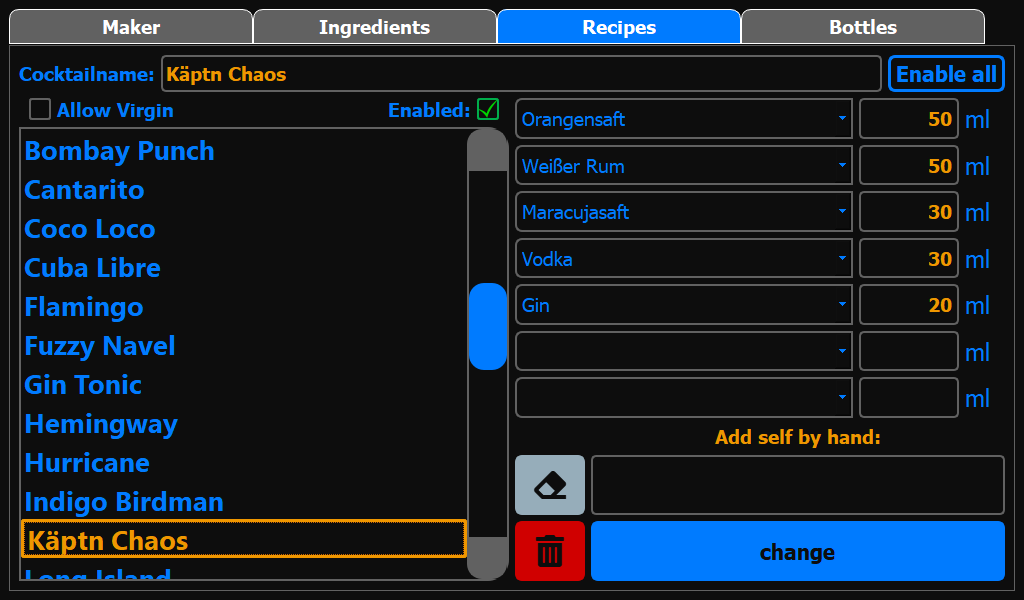 Maker Ingredients Recipes Bottles
Cocktailname: Käptn Chaos Enable all
Allow Virgin Enabled:
Bombay Punch
Cantarito
Coco Loco
Cuba Libre
Flamingo
Fuzzy Navel
Gin Tonic
Hemingway
Hurricane
Indigo Birdman
Käptn Chaos
Long Island
Orangensaft 50 ml
Weißer Rum 50 ml
Maracujasaft 30 ml
Vodka 30 ml
Gin 20 ml
ml
ml
Add self by hand:
change